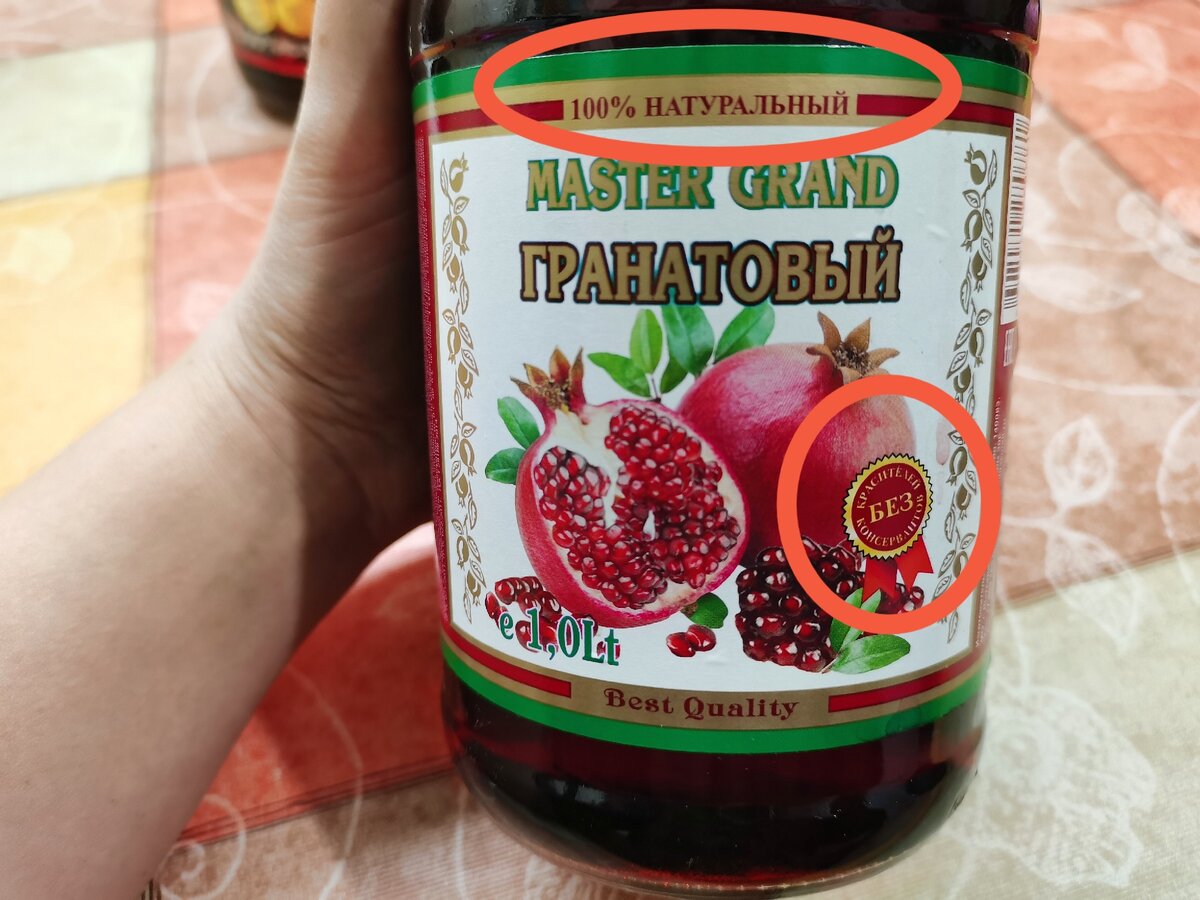 100% НАТУРАЛЬНЫЙ
MASTER GRAND
ГРАНАТОВЫЙ
КРАСИТЕЛЕЙ
БЕЗ
КОНСЕРВАНТОВ
e 1,0Lt
Best Quality